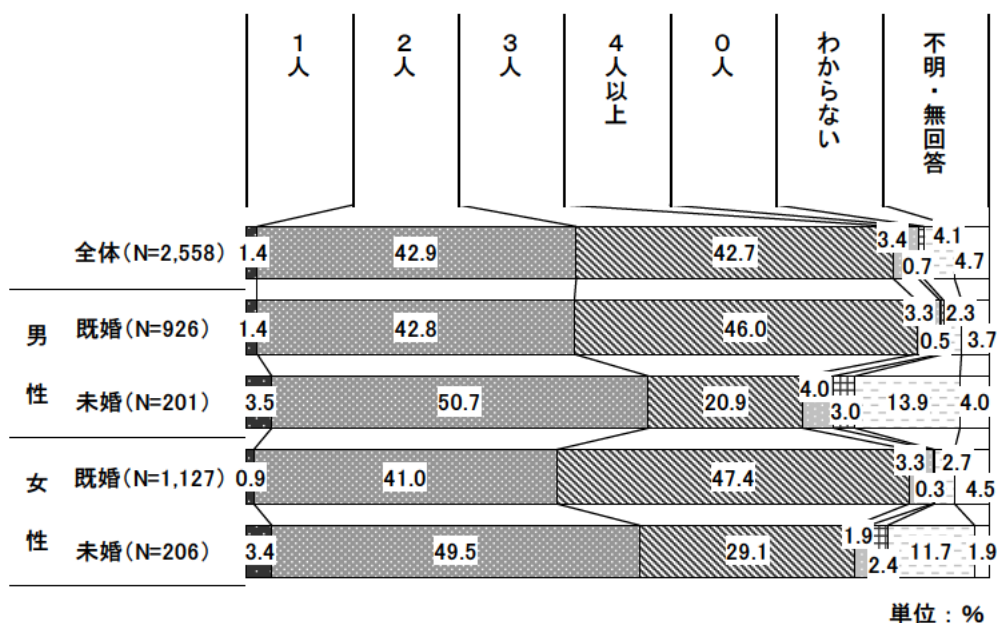 1人
2人
3人
4人以上
0人
わからない
不明・無回答
全体(N=2,558) 1.4 42.9 42.7 3.4 0.7 4.1 4.7
男性
既婚(N=926) 1.4 42.8 46.0 3.3 0.5 2.3 3.7
未婚(N=201) 3.5 50.7 20.9 4.0 3.0 13.9 4.0
女性
既婚(N=1,127) 0.9 41.0 47.4 3.3 0.3 2.7 4.5
未婚(N=206) 3.4 49.5 29.1 1.9 2.4 11.7 1.9
単位:%